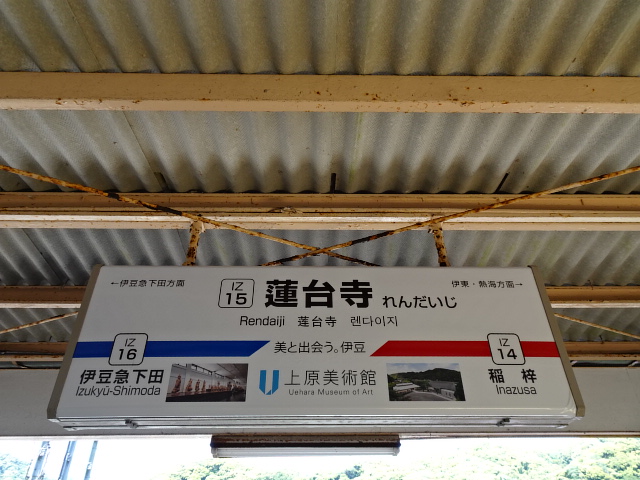 ←伊豆急下田方面
伊東・熱海方面→
IZ
15
蓮台寺 れんだいじ
Rendaiji 蓮台寺 렌다이지
IZ
16
美と出会う。伊豆
IZ
14
伊豆急下田
Izukyū-Shimoda
上原美術館
Uehara Museum of Art
稲梓
Inazusa